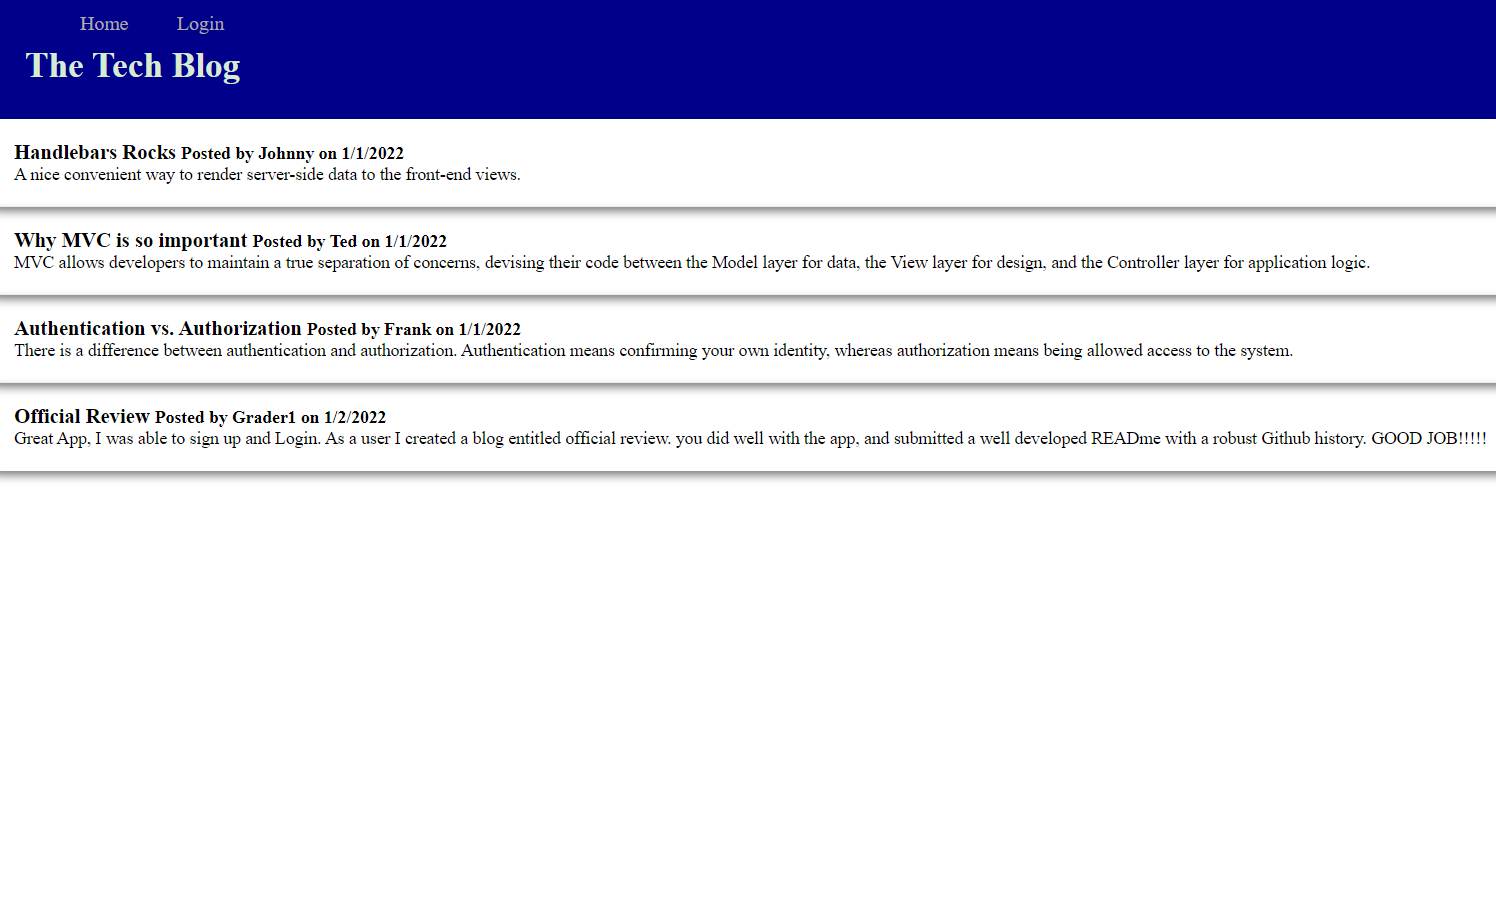 Home Login
The Tech Blog
Handlebars Rocks Posted by Johnny on 1/1/2022
A nice convenient way to render server-side data to the front-end views.
Why MVC is so important Posted by Ted on 1/1/2022
MVC allows developers to maintain a true separation of concerns, devising their code between the Model layer for data, the View layer for design, and the Controller layer for application logic.
Authentication vs. Authorization Posted by Frank on 1/1/2022
There is a difference between authentication and authorization. Authentication means confirming your own identity, whereas authorization means being allowed access to the system.
Official Review Posted by Grader1 on 1/2/2022
Great App, I was able to sign up and Login. As a user I created a blog entitled official review. you did well with the app, and submitted a well developed READme with a robust Github history. GOOD JOB!!!!!